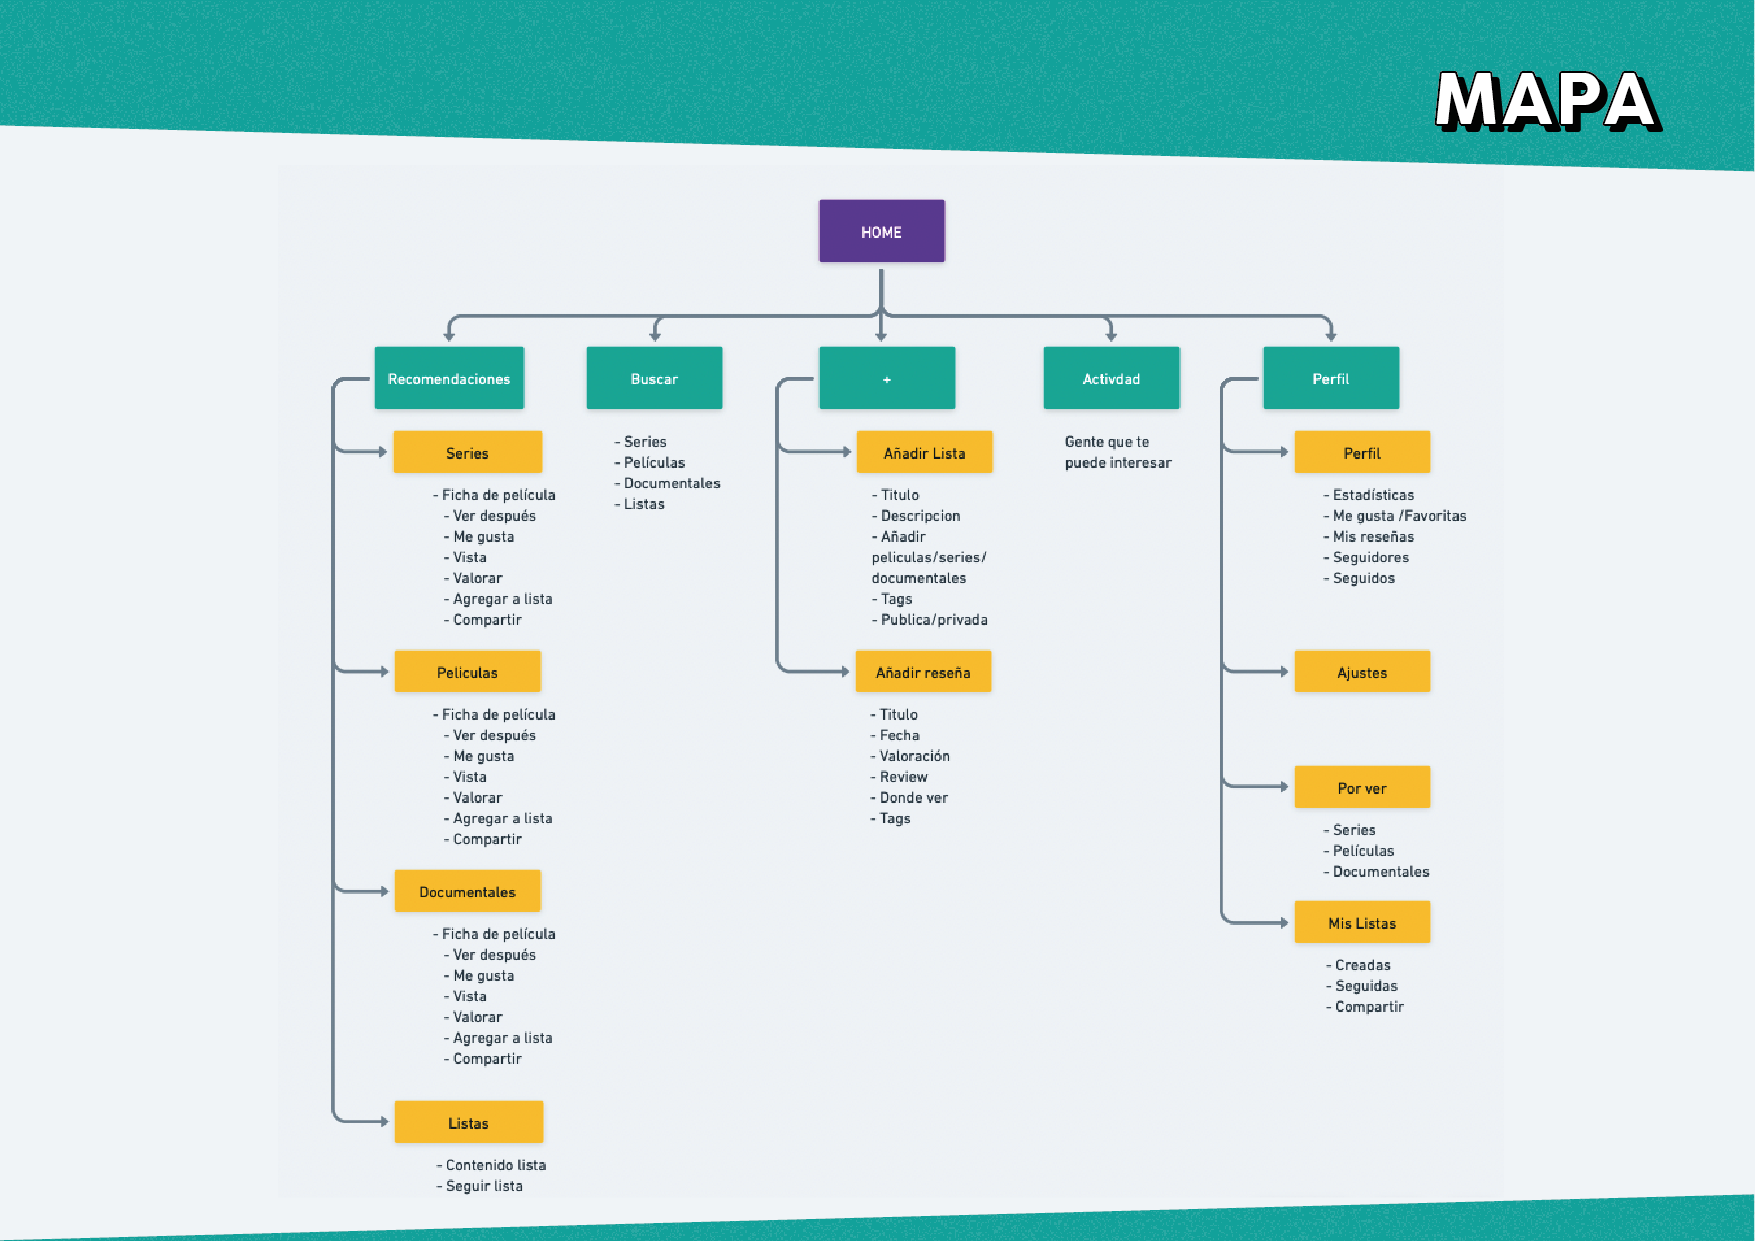 MAPA
HOME
Recomendaciones
Series
- Ficha de película
- Ver después
- Me gusta
- Vista
- Valorar
- Agregar a lista
- Compartir
Peliculas
- Ficha de película
- Ver después
- Me gusta
- Vista
- Valorar
- Agregar a lista
- Compartir
Documentales
- Ficha de película
- Ver después
- Me gusta
- Vista
- Valorar
- Agregar a lista
- Compartir
Listas
- Contenido lista
- Seguir lista
Buscar
- Series
- Películas
- Documentales
- Listas
+
Añadir Lista
- Titulo
- Descripcion
- Añadir
peliculas/series/
documentales
- Tags
- Publica/privada
Añadir reseña
- Titulo
- Fecha
- Valoración
- Review
- Donde ver
- Tags
Activdad
Gente que te
puede interesar
Perfil
Perfil
- Estadísticas
- Me gusta /Favoritas
- Mis reseñas
- Seguidores
- Seguidos
Ajustes
Por ver
- Series
- Películas
- Documentales
Mis Listas
- Creadas
- Seguidas
- Compartir